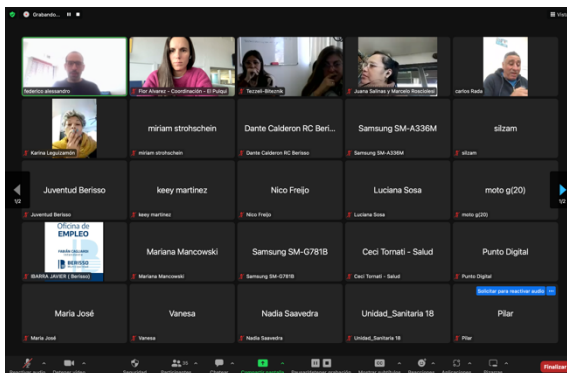 Grabando...
federico alessandro
Flor Alvarez - Coordinación - El Pulqui
Tezzeli-Biteznik
Juana Salinas y Marcelo Rosciolesi
carlos Rada
Karina Leguizamón
miriam strohschein
miriam strohschein
Dante Calderon RC Beri...
Dante Calderon RC Berisso
Samsung SM-A336M
Samsung SM-A336M
silzam
silzam
1/2
Juventud Berisso
Juventud Berisso
keey martinez
keey martinez
Nico Freijo
Nico Freijo
Luciana Sosa
Luciana Sosa
moto g(20)
moto g(20)
1/2
Oficina de
EMPLEO
BERISSO
IBARRA JAVIER ( Berisso)
Mariana Mancowski
Mariana Mancowski
Samsung SM-G781B
Samsung SM-G781B
Ceci Tornati - Salud
Ceci Tornati - Salud
Punto Digital
Punto Digital
Solicitar para reactivar audio
Maria José
Maria José
Vanesa
Vanesa
Nadia Saavedra
Nadia Saavedra
Unidad_Sanitaria 18
Unidad_Sanitaria 18
Pilar
Pilar
Finalizar